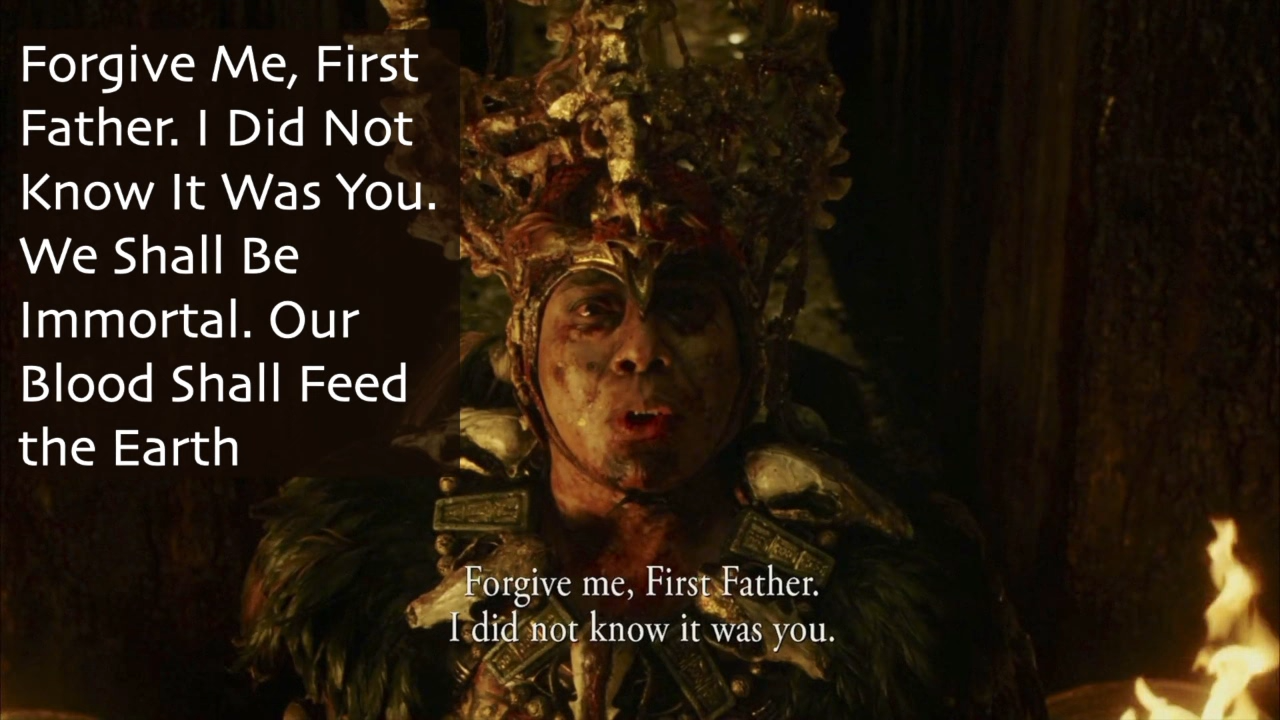 Forgive Me, First
Father. I Did Not
Know It Was You.
We Shall Be
Immortal. Our
Blood Shall Feed
the Earth
Forgive me, First Father.
I did not know it was you.